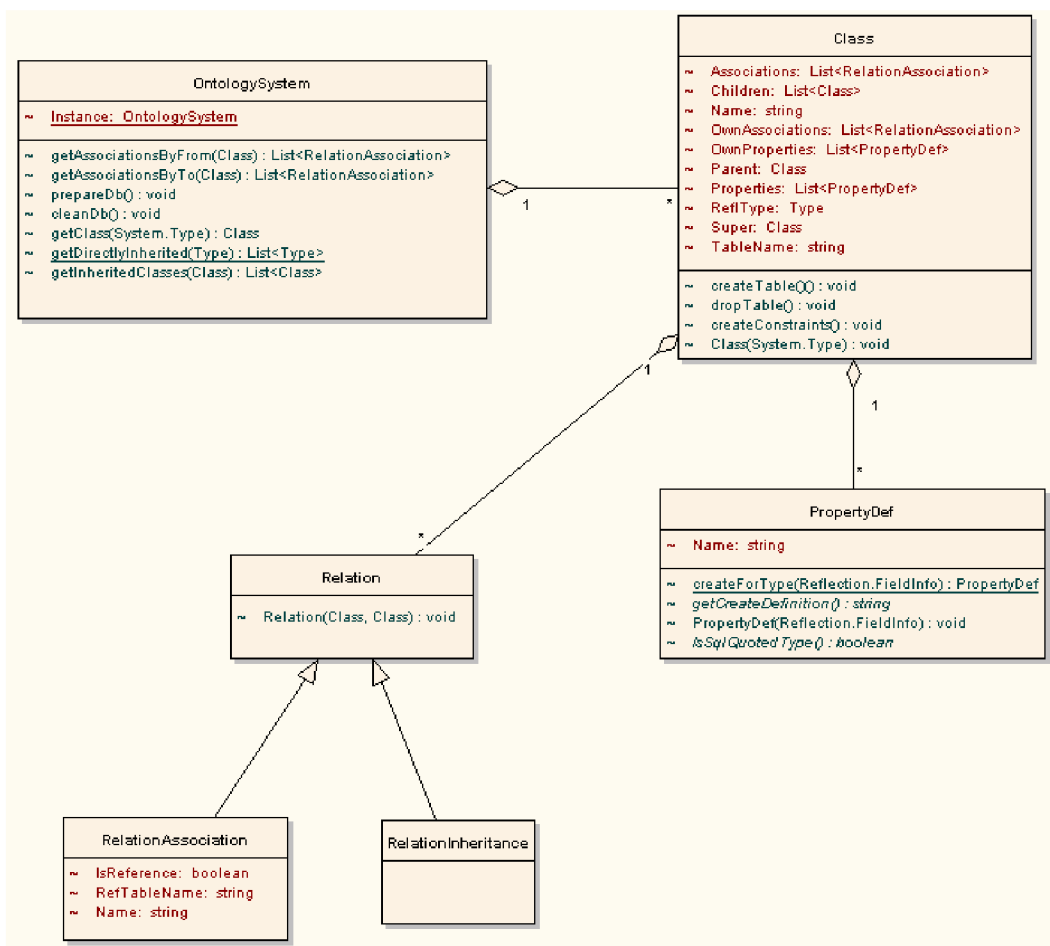 OntologySystem
~ Instance: OntologySystem
~ getAssociationsByFrom(Class) : List<RelationAssociation>
~ getAssociationsByTo(Class) : List<RelationAssociation>
~ prepareDb() : void
~ cleanDb() : void
~ getClass(System.Type) : Class
~ getDirectlyInherited(Type) : List<Type>
~ getInheritedClasses(Class) : List<Class>
1
*
Class
~ Associations: List<RelationAssociation>
~ Children: List<Class>
~ Name: string
~ OwnAssociations: List<RelationAssociation>
~ OwnProperties: List<PropertyDef>
~ Parent: Class
~ Properties: List<PropertyDef>
~ ReflType: Type
~ Super: Class
~ TableName: string
~ createTable()() : void
~ dropTable() : void
~ createConstraints() : void
~ Class(System.Type) : void
1
*
1
*
PropertyDef
~ Name: string
~ createForType(Reflection.FieldInfo) : PropertyDef
~ getCreateDefinition() : string
~ PropertyDef(Reflection.FieldInfo) : void
~ IsSqlQuotedType() : boolean
Relation
~ Relation(Class, Class) : void
RelationAssociation
~ IsReference: boolean
~ RefTableName: string
~ Name: string
RelationInheritance